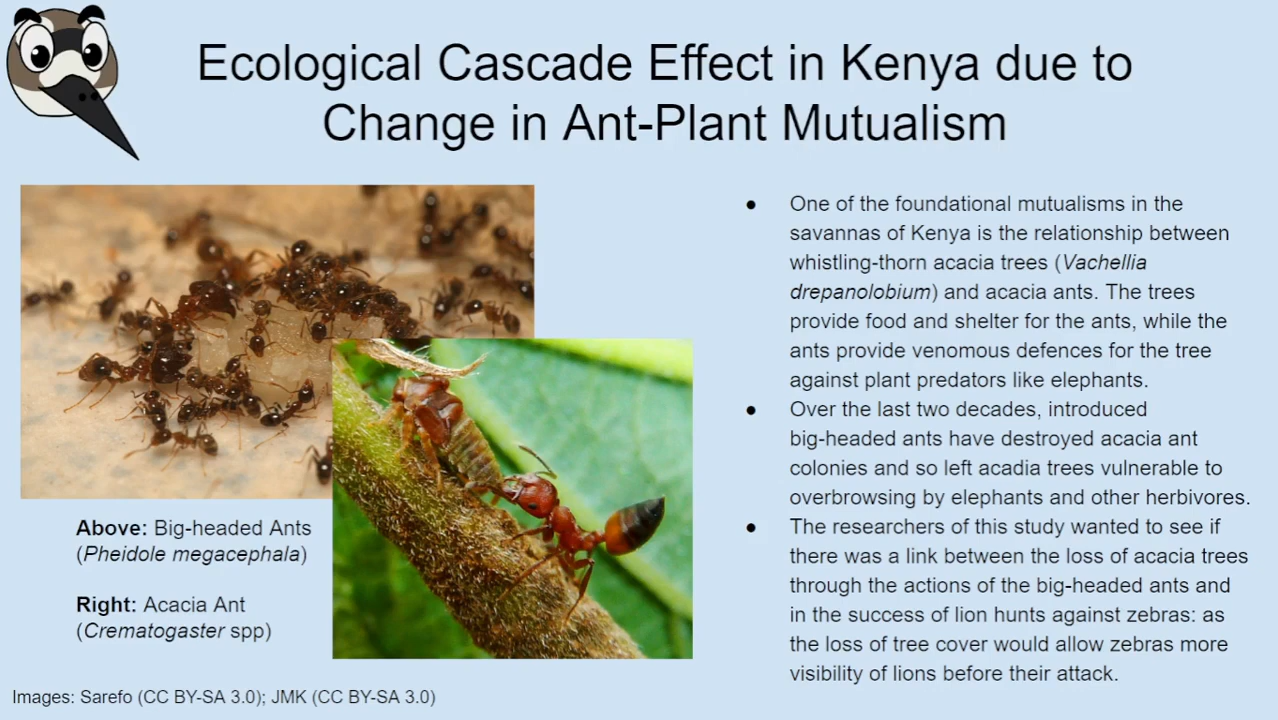 Ecological Cascade Effect in Kenya due to
Change in Ant-Plant Mutualism
● One of the foundational mutualisms in the
savannas of Kenya is the relationship between
whistling-thorn acacia trees (Vachellia
drepanolobium) and acacia ants. The trees
provide food and shelter for the ants, while the
ants provide venomous defences for the tree
against plant predators like elephants.
● Over the last two decades, introduced
big-headed ants have destroyed acacia ant
colonies and so left acadia trees vulnerable to
overbrowsing by elephants and other herbivores.
● The researchers of this study wanted to see if
there was a link between the loss of acacia trees
through the actions of the big-headed ants and
in the success of lion hunts against zebras: as
the loss of tree cover would allow zebras more
visibility of lions before their attack.
Above: Big-headed Ants
(Pheidole megacephala)
Right: Acacia Ant
(Crematogaster spp)
Images: Sarefo (CC BY-SA 3.0); JMK (CC BY-SA 3.0)